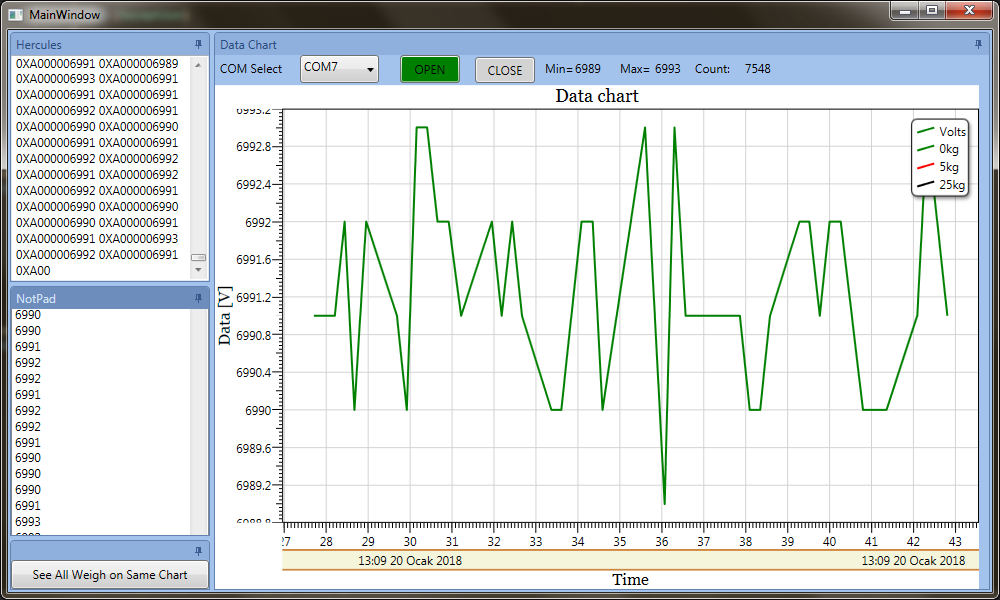 MainWindow
Hercules
0XA000006991 0XA000006989
0XA000006993 0XA000006991
0XA000006991 0XA000006991
0XA000006992 0XA000006991
0XA000006990 0XA000006990
0XA000006991 0XA000006991
0XA000006992 0XA000006992
0XA000006991 0XA000006992
0XA000006992 0XA000006991
0XA000006990 0XA000006990
0XA000006990 0XA000006991
0XA000006991 0XA000006993
0XA000006992 0XA000006991
0XA00
NotPad
6990
6990
6991
6992
6992
6991
6992
6992
6991
6990
6990
6990
6991
6993
See All Weigh on Same Chart
Data Chart
COM Select COM7 OPEN CLOSE Min= 6989 Max= 6993 Count: 7548
Data chart
Volts
0kg
5kg
25kg
Data [V]
6993.2
6992.8
6992.4
6992
6991.6
6991.2
6990.8
6990.4
6990
6989.6
6989.2
6988.8
27 28 29 30 31 32 33 34 35 36 37 38 39 40 41 42 43
13:09 20 Ocak 2018 13:09 20 Ocak 2018
Time